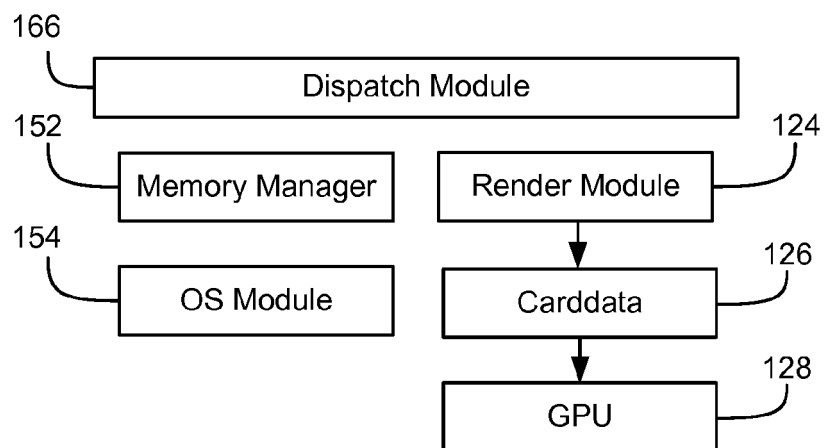 166
Dispatch Module
152
124
Memory Manager
Render Module
154
126
OS Module
Carddata
128
GPU